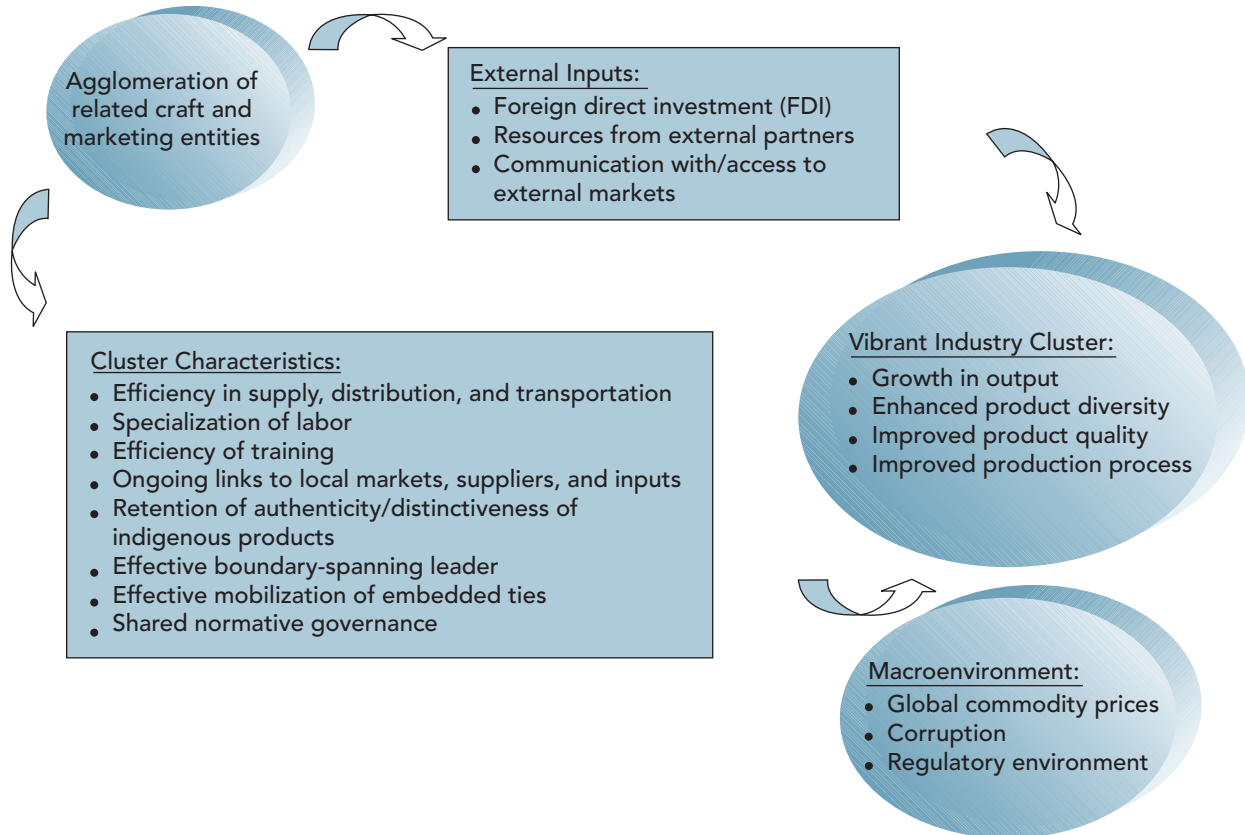 Agglomeration of
related craft and
marketing entities
External Inputs:
• Foreign direct investment (FDI)
• Resources from external partners
• Communication with/access to
external markets
Cluster Characteristics:
• Efficiency in supply, distribution, and transportation
• Specialization of labor
• Efficiency of training
• Ongoing links to local markets, suppliers, and inputs
• Retention of authenticity/distinctiveness of
indigenous products
• Effective boundary-spanning leader
• Effective mobilization of embedded ties
• Shared normative governance
Vibrant Industry Cluster:
• Growth in output
• Enhanced product diversity
• Improved product quality
• Improved production process
Macroenvironment:
• Global commodity prices
• Corruption
• Regulatory environment